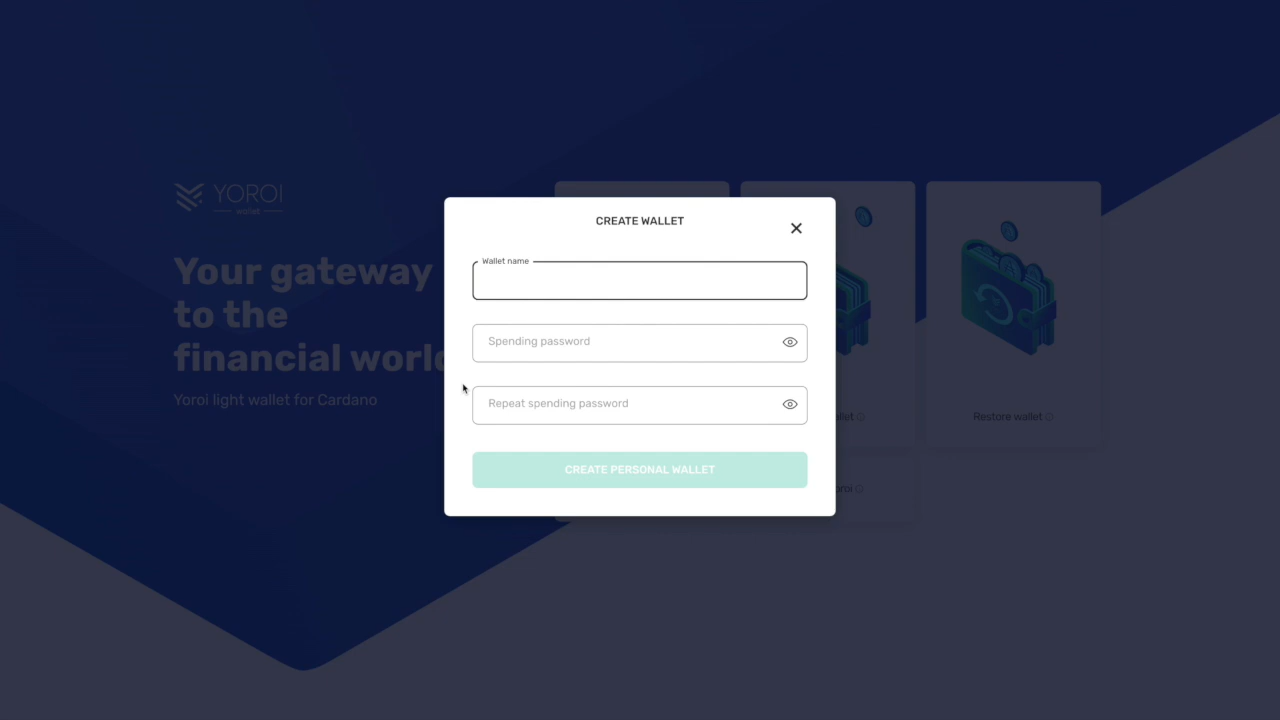 YOROI
wallet
Your gateway
to the
financial world
Yoroi light wallet for Cardano
CREATE WALLET
Wallet name
Spending password
Repeat spending password
CREATE PERSONAL WALLET
Restore wallet